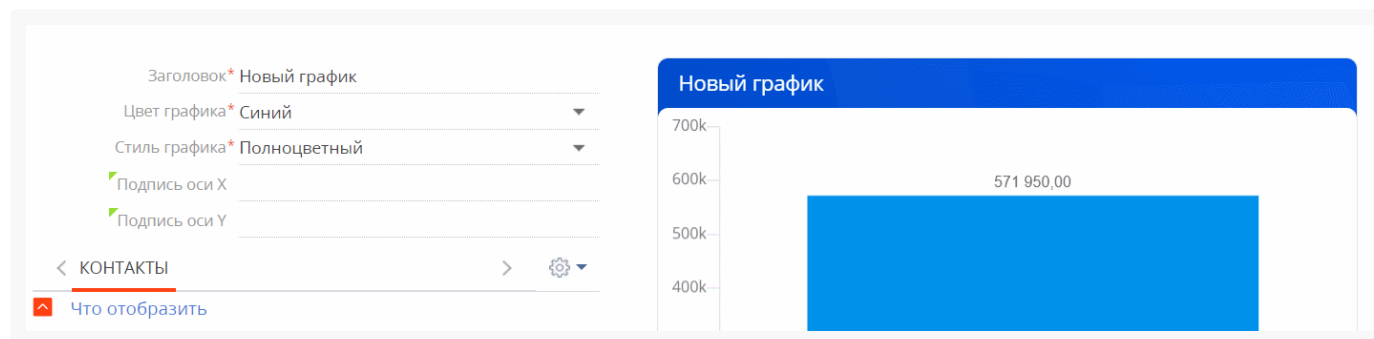 Заголовок* Новый график
Цвет графика* Синий
Стиль графика* Полноцветный
Подпись оси X
Подпись оси Y
КОНТАКТЫ
Что отобразить
Новый график
700k
600k
571 950,00
500k
400k